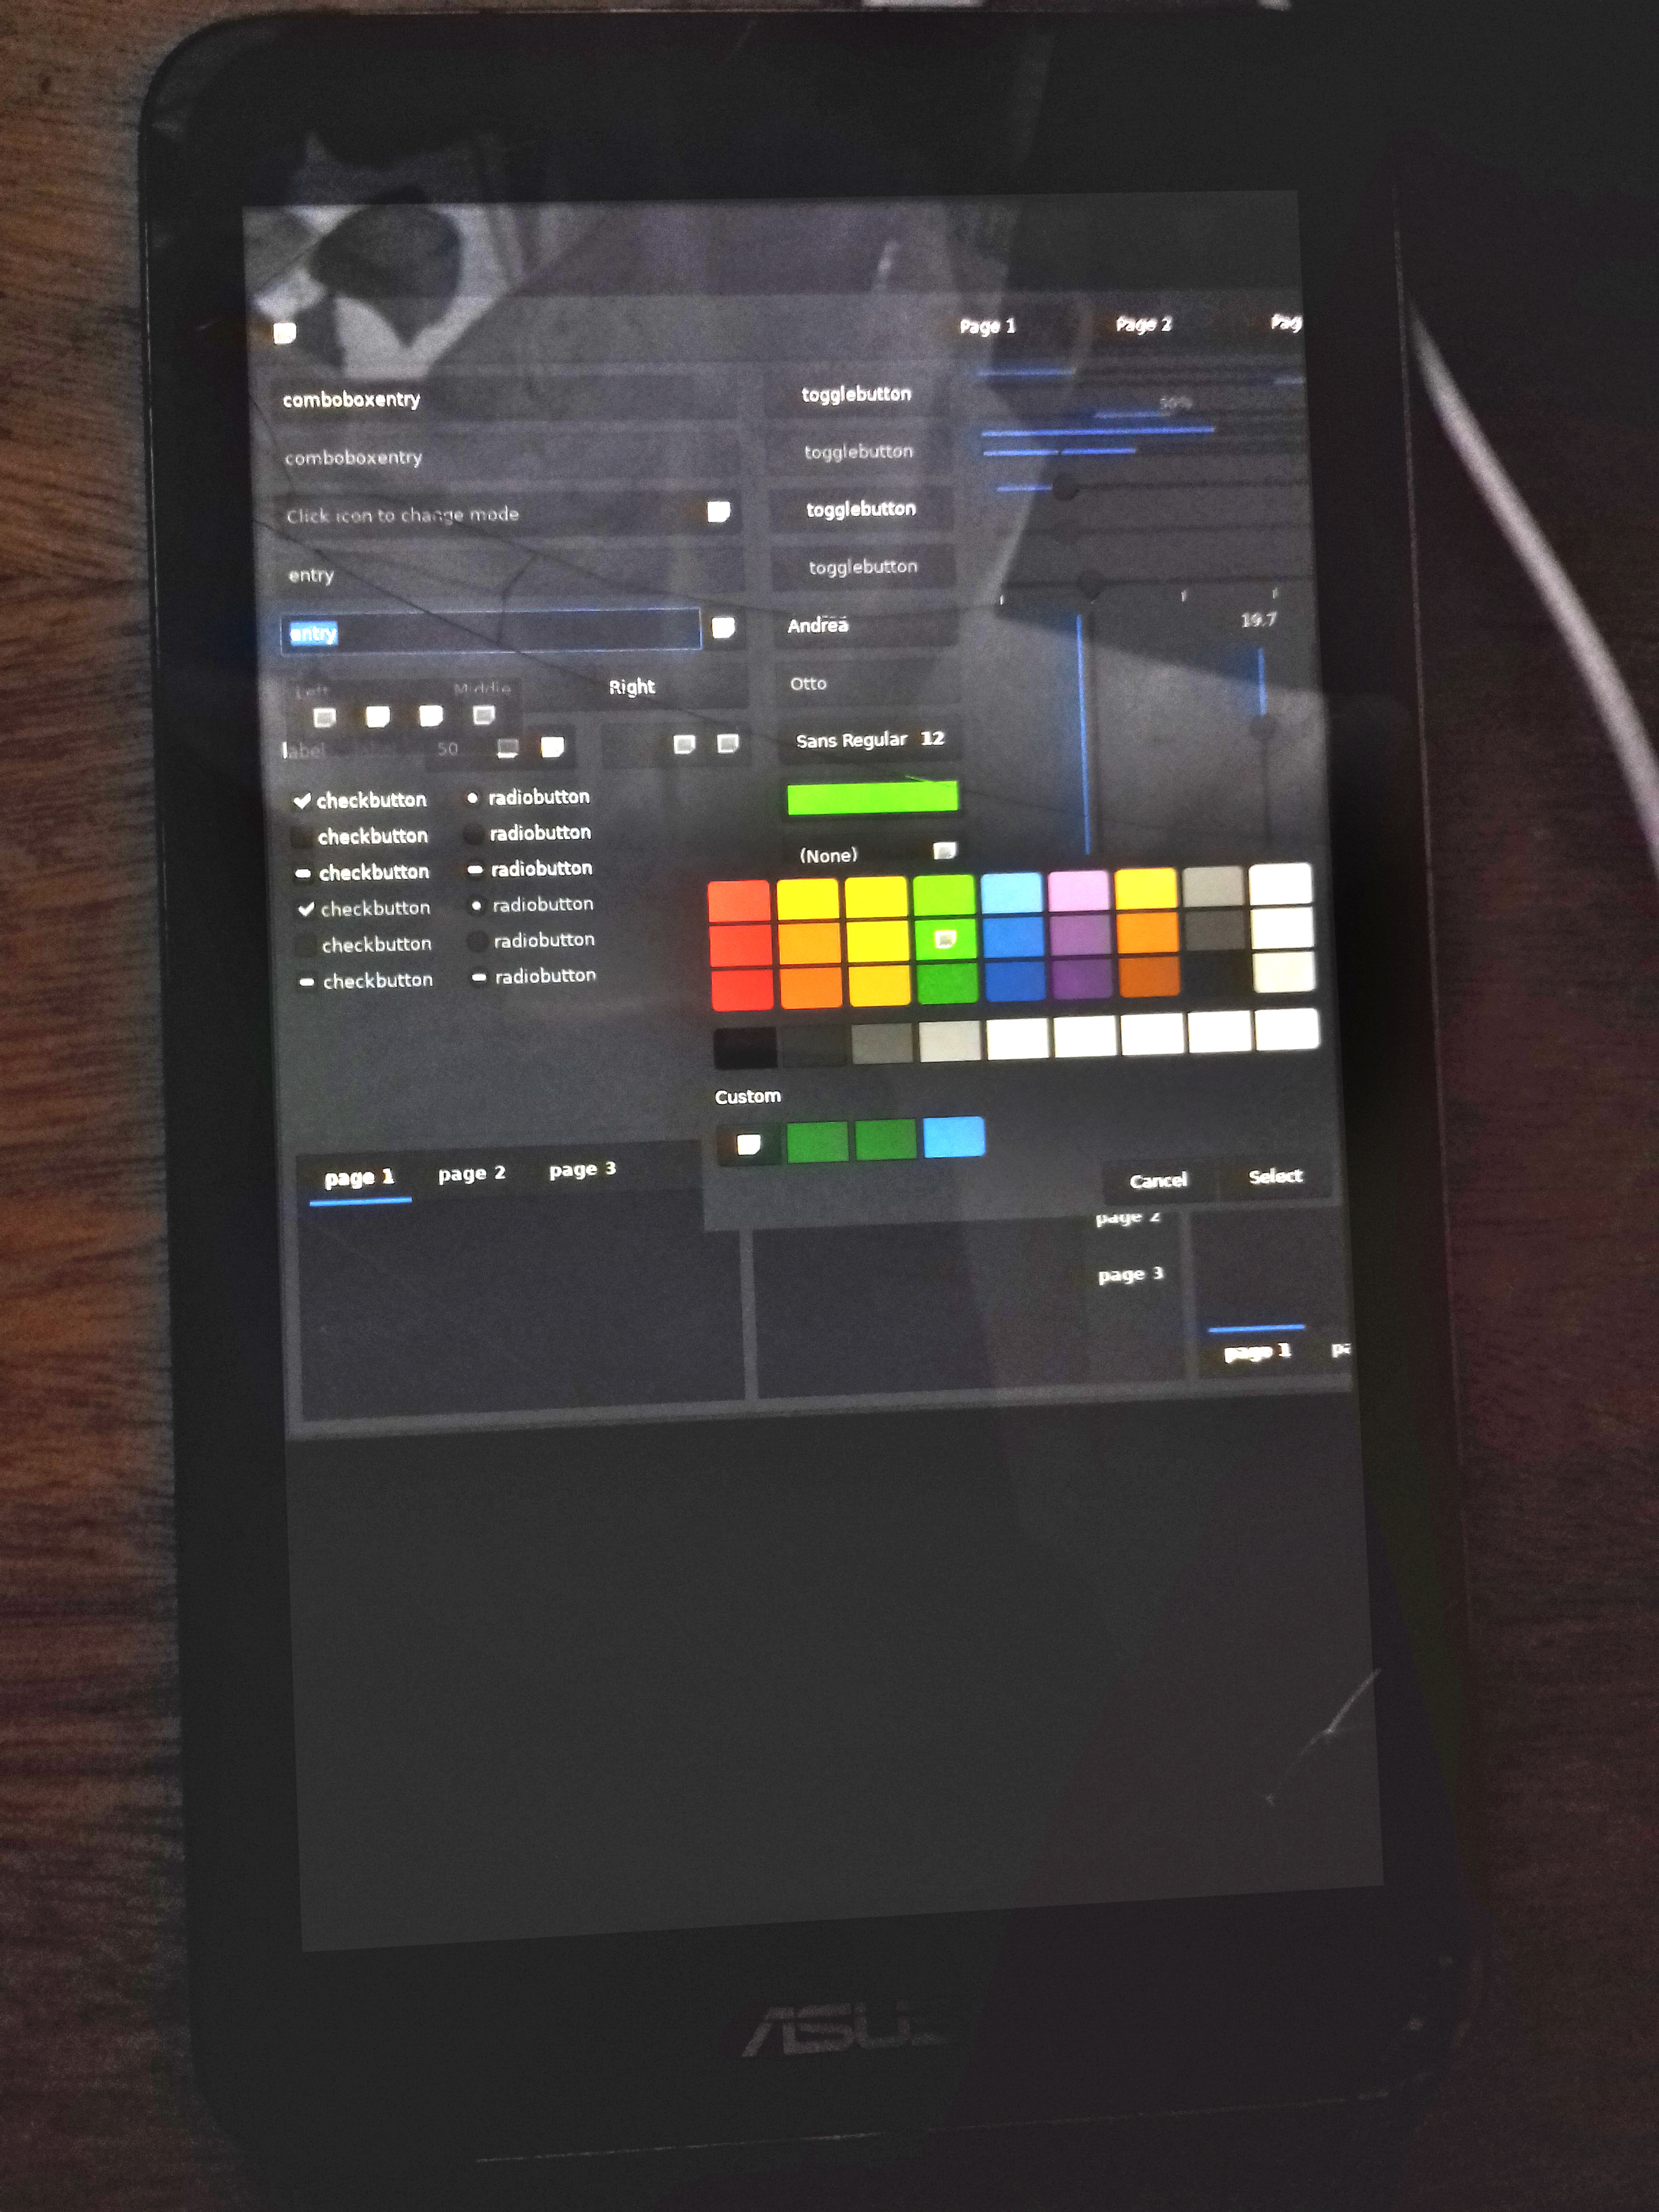 Page 1 Page 2 Pag
comboboxentry togglebutton
50%
comboboxentry togglebutton
Click icon to change mode togglebutton
entry togglebutton
entry Andrea 19.7
Left Middle Right Otto
label label 50 Sans Regular 12
checkbutton radiobutton
checkbutton radiobutton
checkbutton radiobutton (None)
checkbutton radiobutton
checkbutton radiobutton
checkbutton radiobutton
Custom
page 1 page 2 page 3 Cancel Select
page 2
page 3
page 1 pa
ASUS